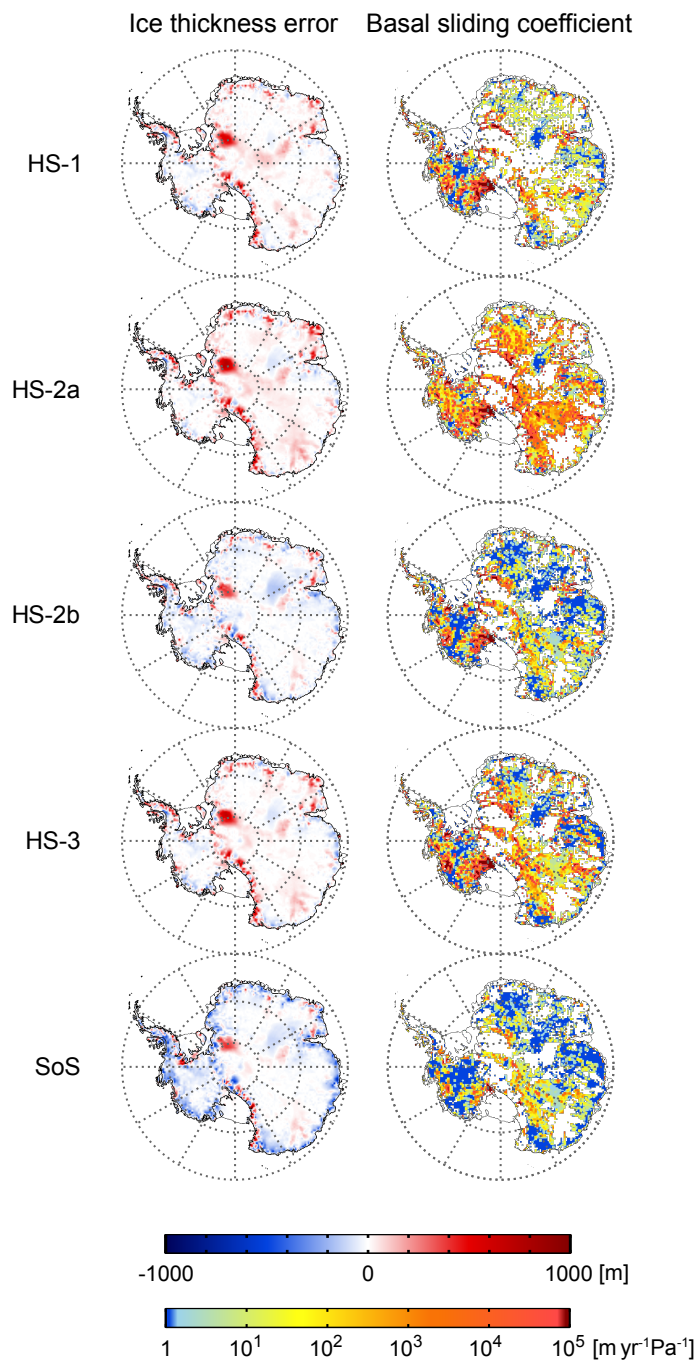 Ice thickness error Basal sliding coefficient
HS-1
HS-2a
HS-2b
HS-3
SoS
-1000 0 1000 [m]
1 10¹ 10² 10³ 10⁴ 10⁵ [m yr⁻¹Pa⁻¹]